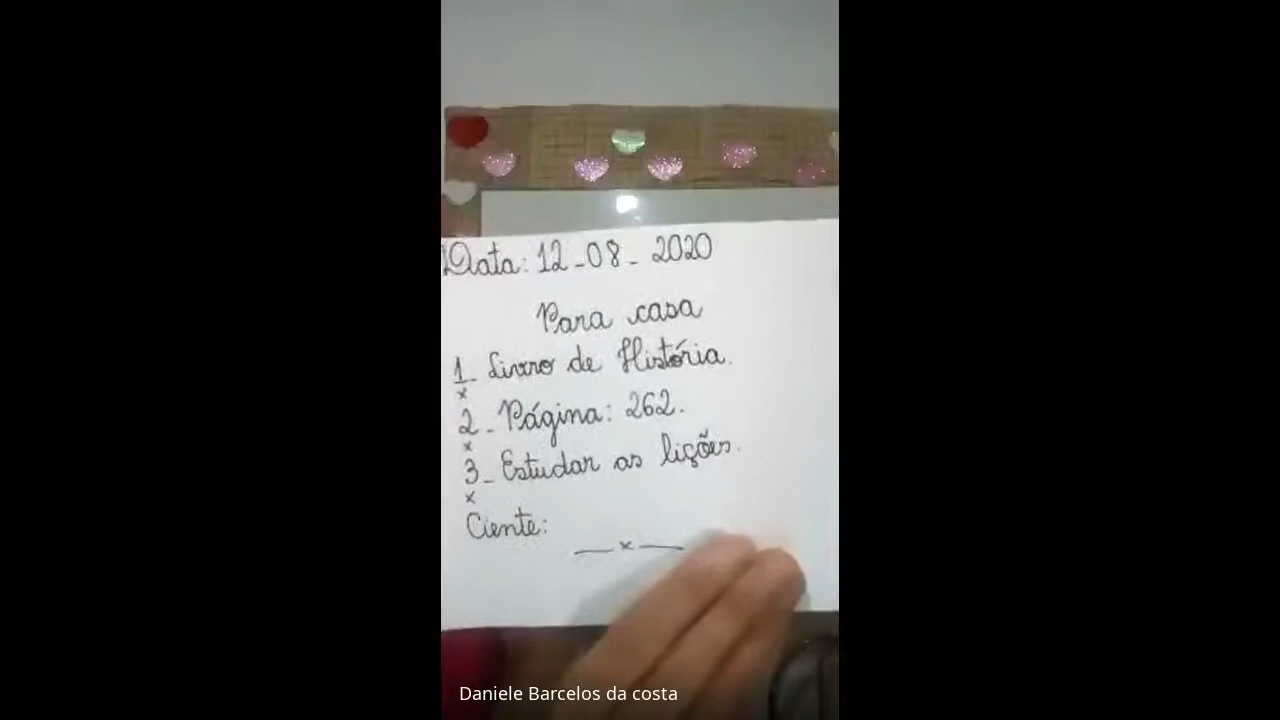 Data: 12-08-2020
Para casa
1- Livro de História.
x
2- Página: 262.
x
3- Estudar as lições.
x
Ciente:
—x—
Daniele Barcelos da costa